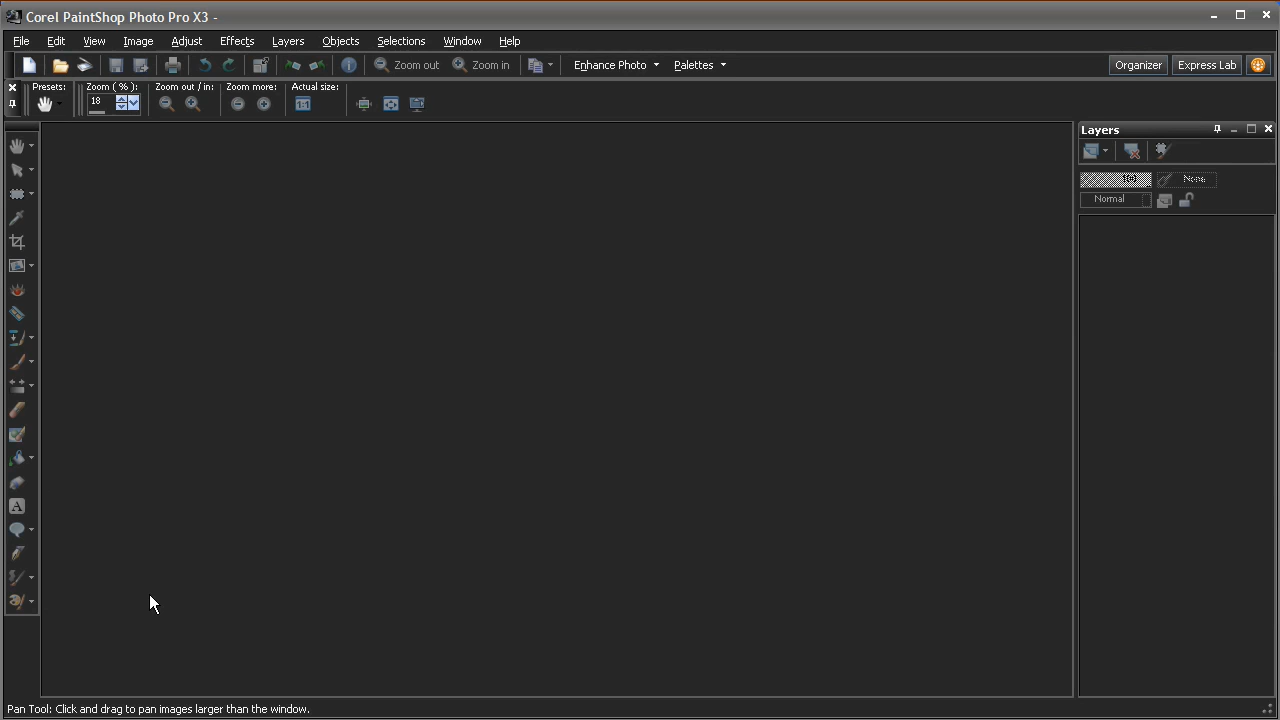 Corel PaintShop Photo Pro X3 -
File Edit View Image Adjust Effects Layers Objects Selections Window Help
Zoom out Zoom in Enhance Photo Palettes Organizer Express Lab
Presets: Zoom ( % ): Zoom out / in: Zoom more: Actual size:
18 1:1
Layers
None
Normal
A
Pan Tool: Click and drag to pan images larger than the window.